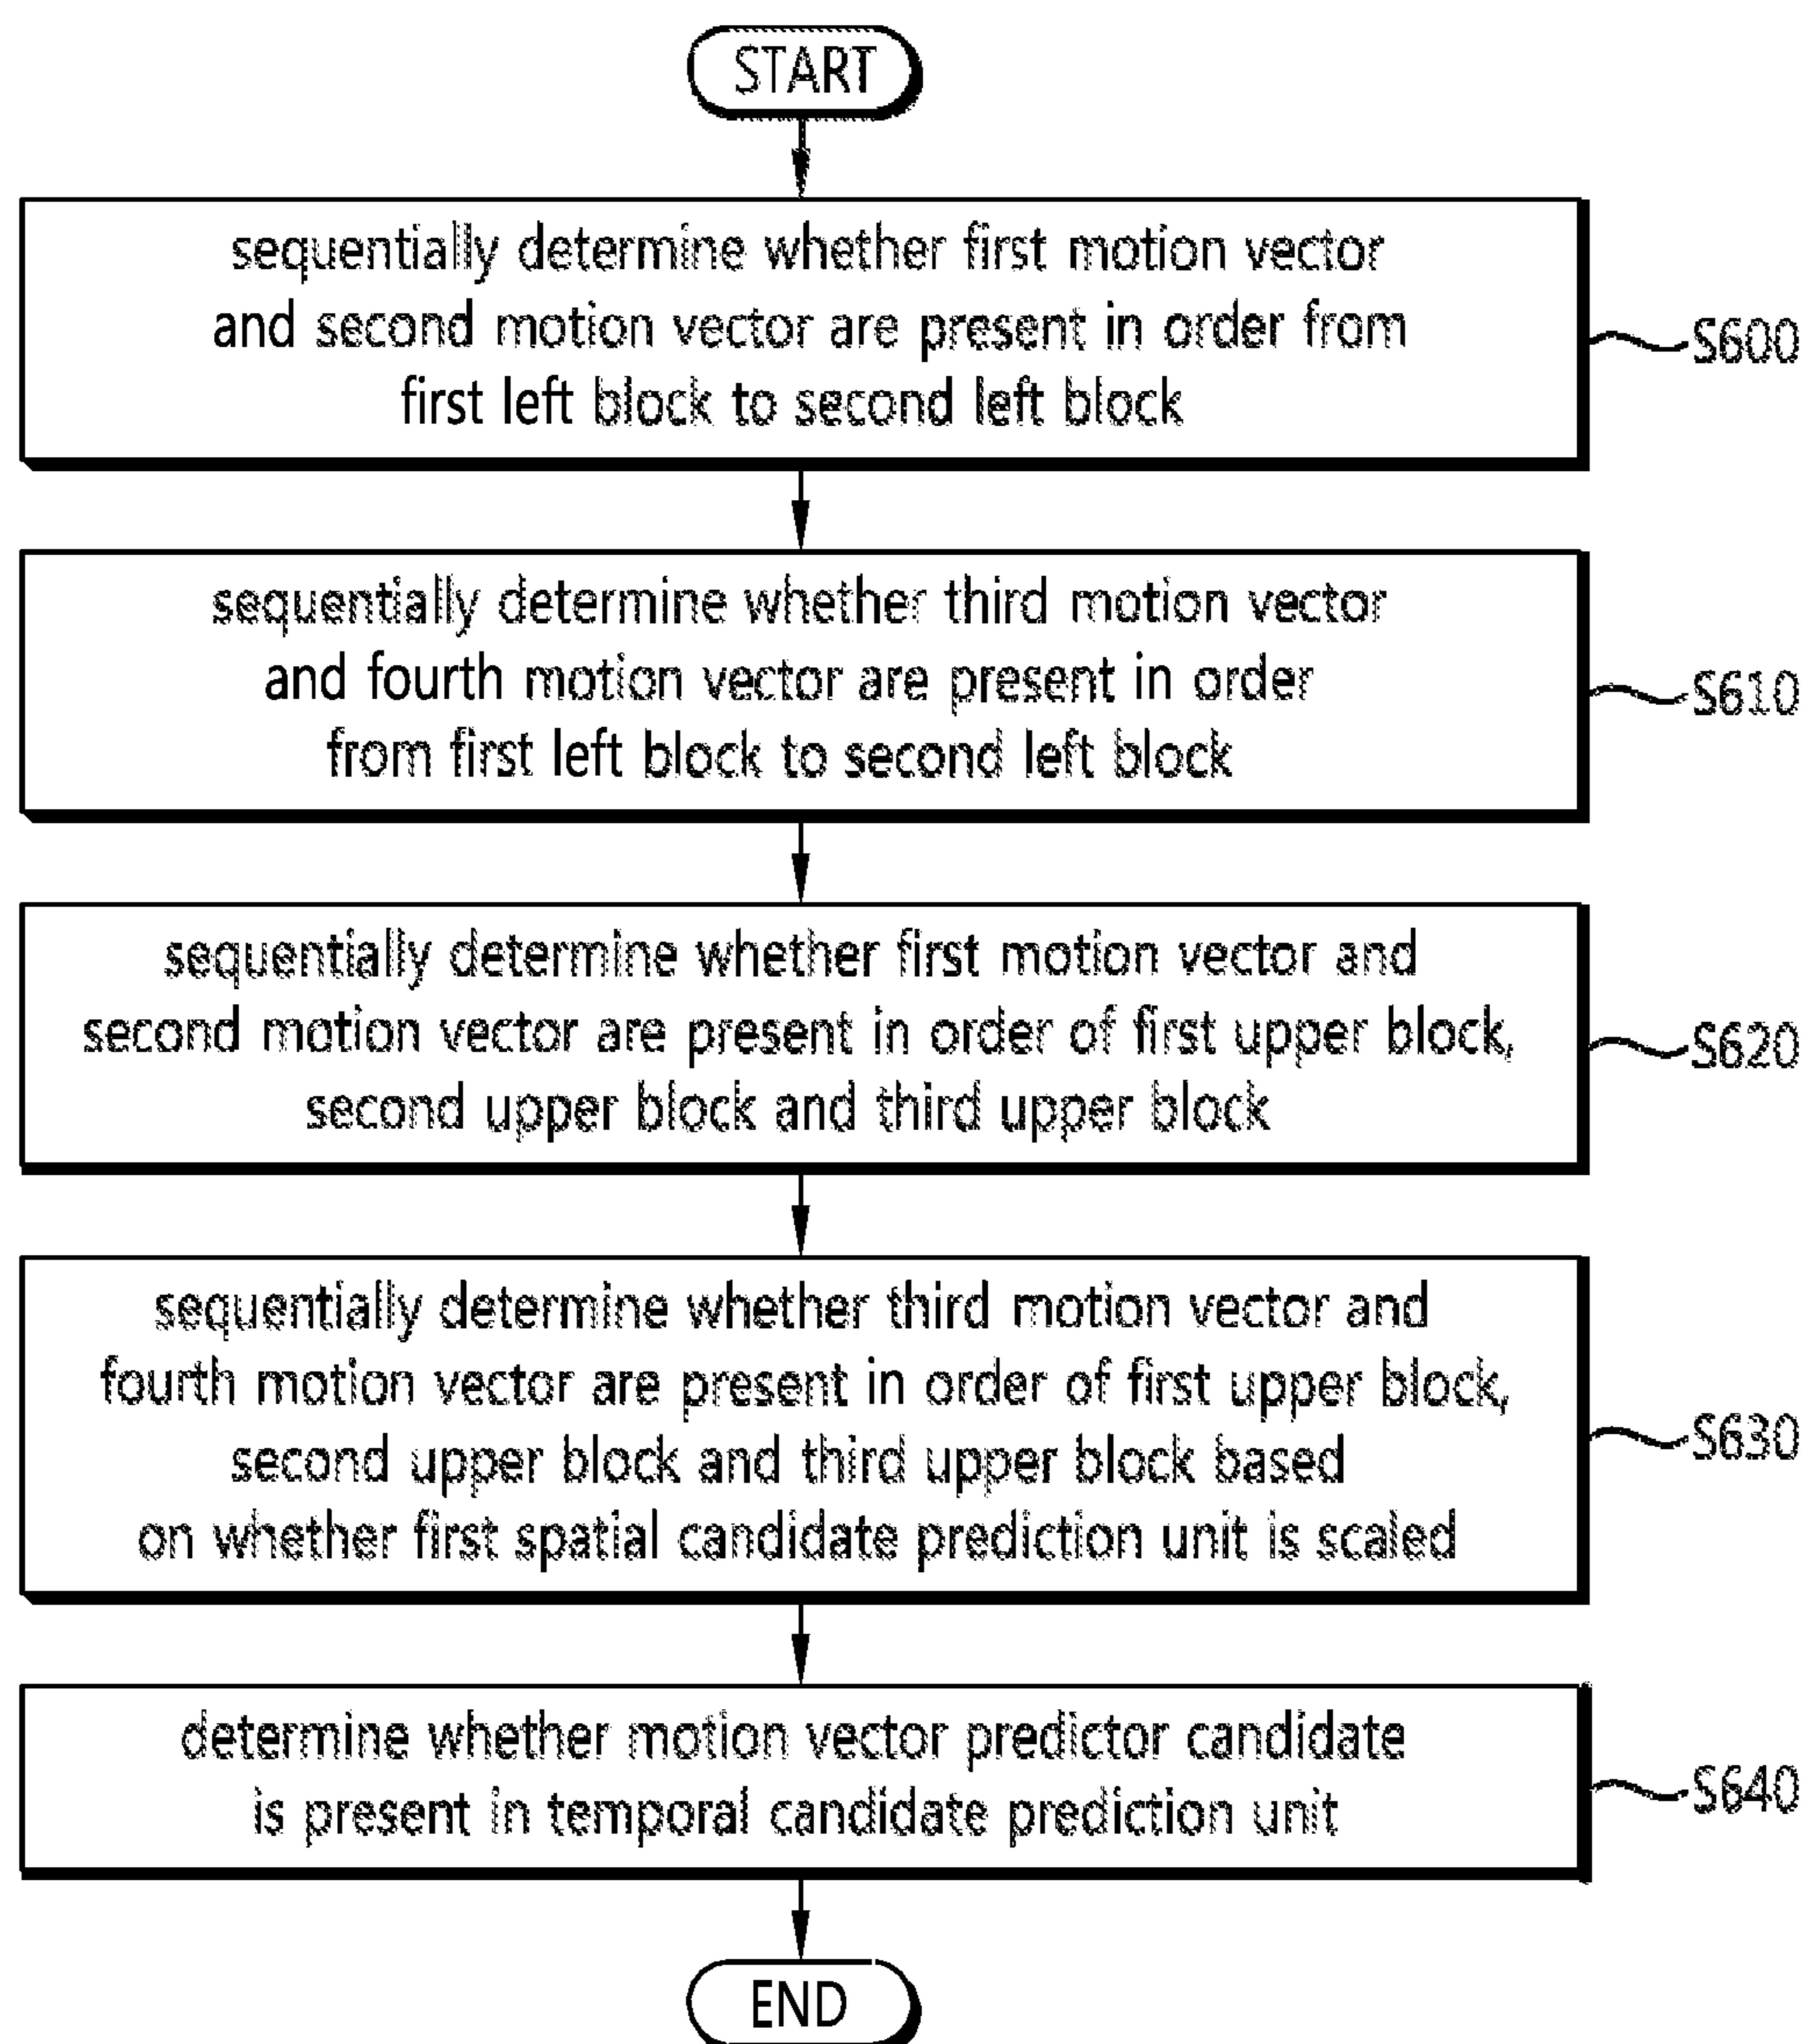 START
sequentially determine whether first motion vector
and second motion vector are present in order from
first left block to second left block
S600
sequentially determine whether third motion vector
and fourth motion vector are present in order
from first left block to second left block
S610
sequentially determine whether first motion vector and
second motion vector are present in order of first upper block,
second upper block and third upper block
S620
sequentially determine whether third motion vector and
fourth motion vector are present in order of first upper block,
second upper block and third upper block based
on whether first spatial candidate prediction unit is scaled
S630
determine whether motion vector predictor candidate
is present in temporal candidate prediction unit
S640
END